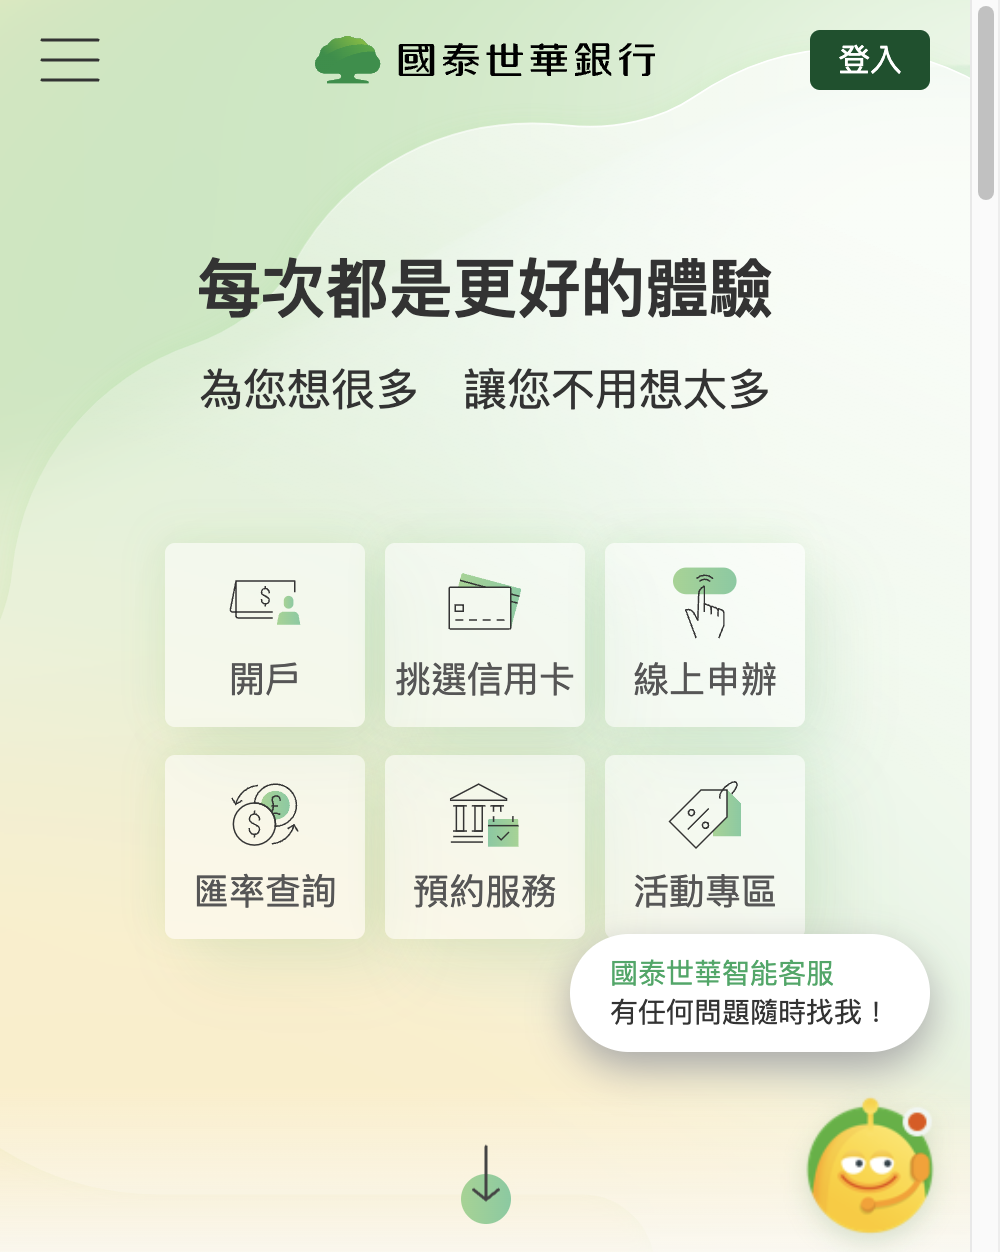 國泰世華銀行
登入
每次都是更好的體驗
為您想很多　讓您不用想太多
開戶
挑選信用卡
線上申辦
匯率查詢
預約服務
活動專區
國泰世華智能客服
有任何問題隨時找我！